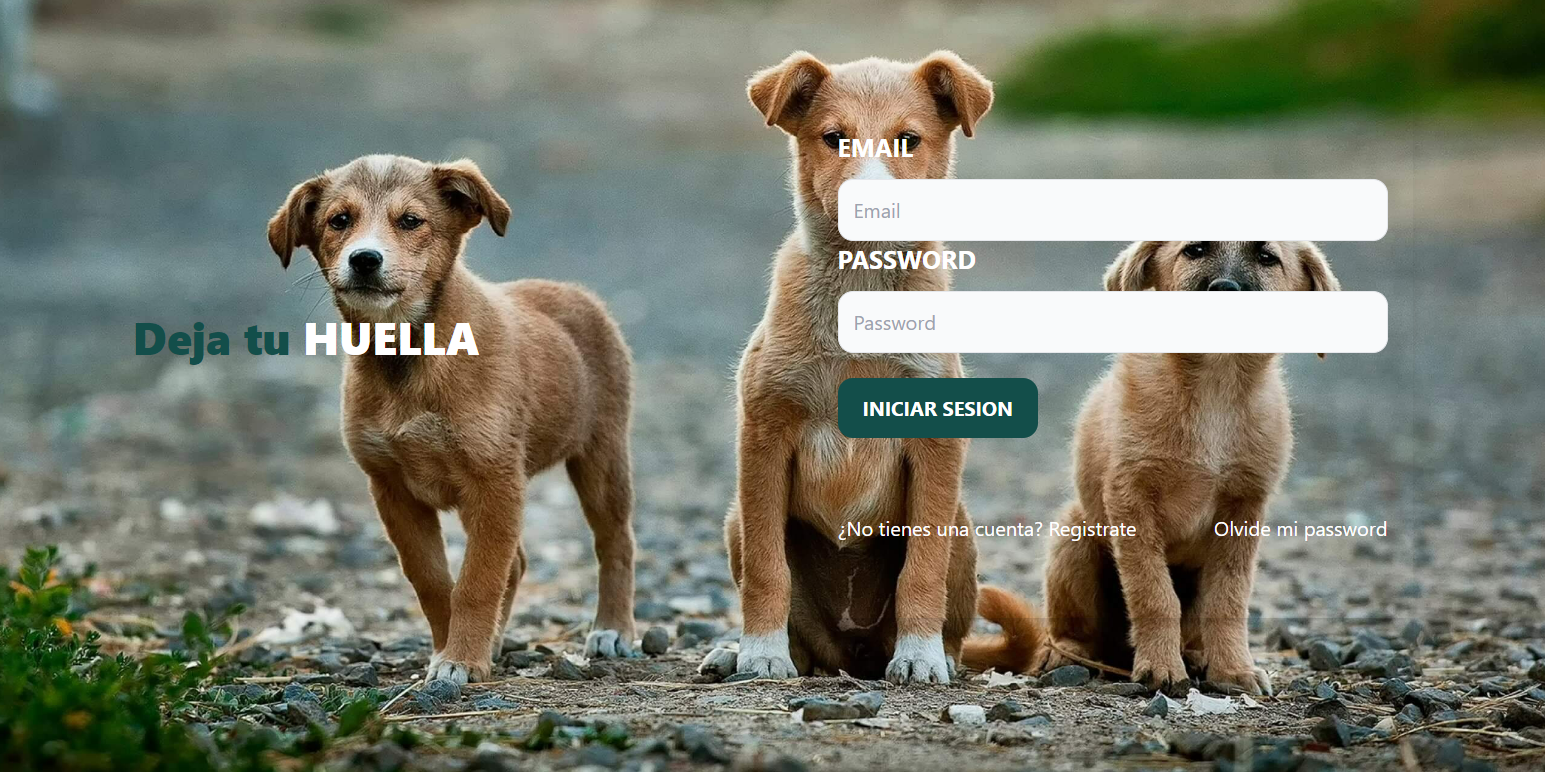 Deja tu HUELLA
EMAIL
Email
PASSWORD
Password
INICIAR SESION
¿No tienes una cuenta? Registrate
Olvide mi password